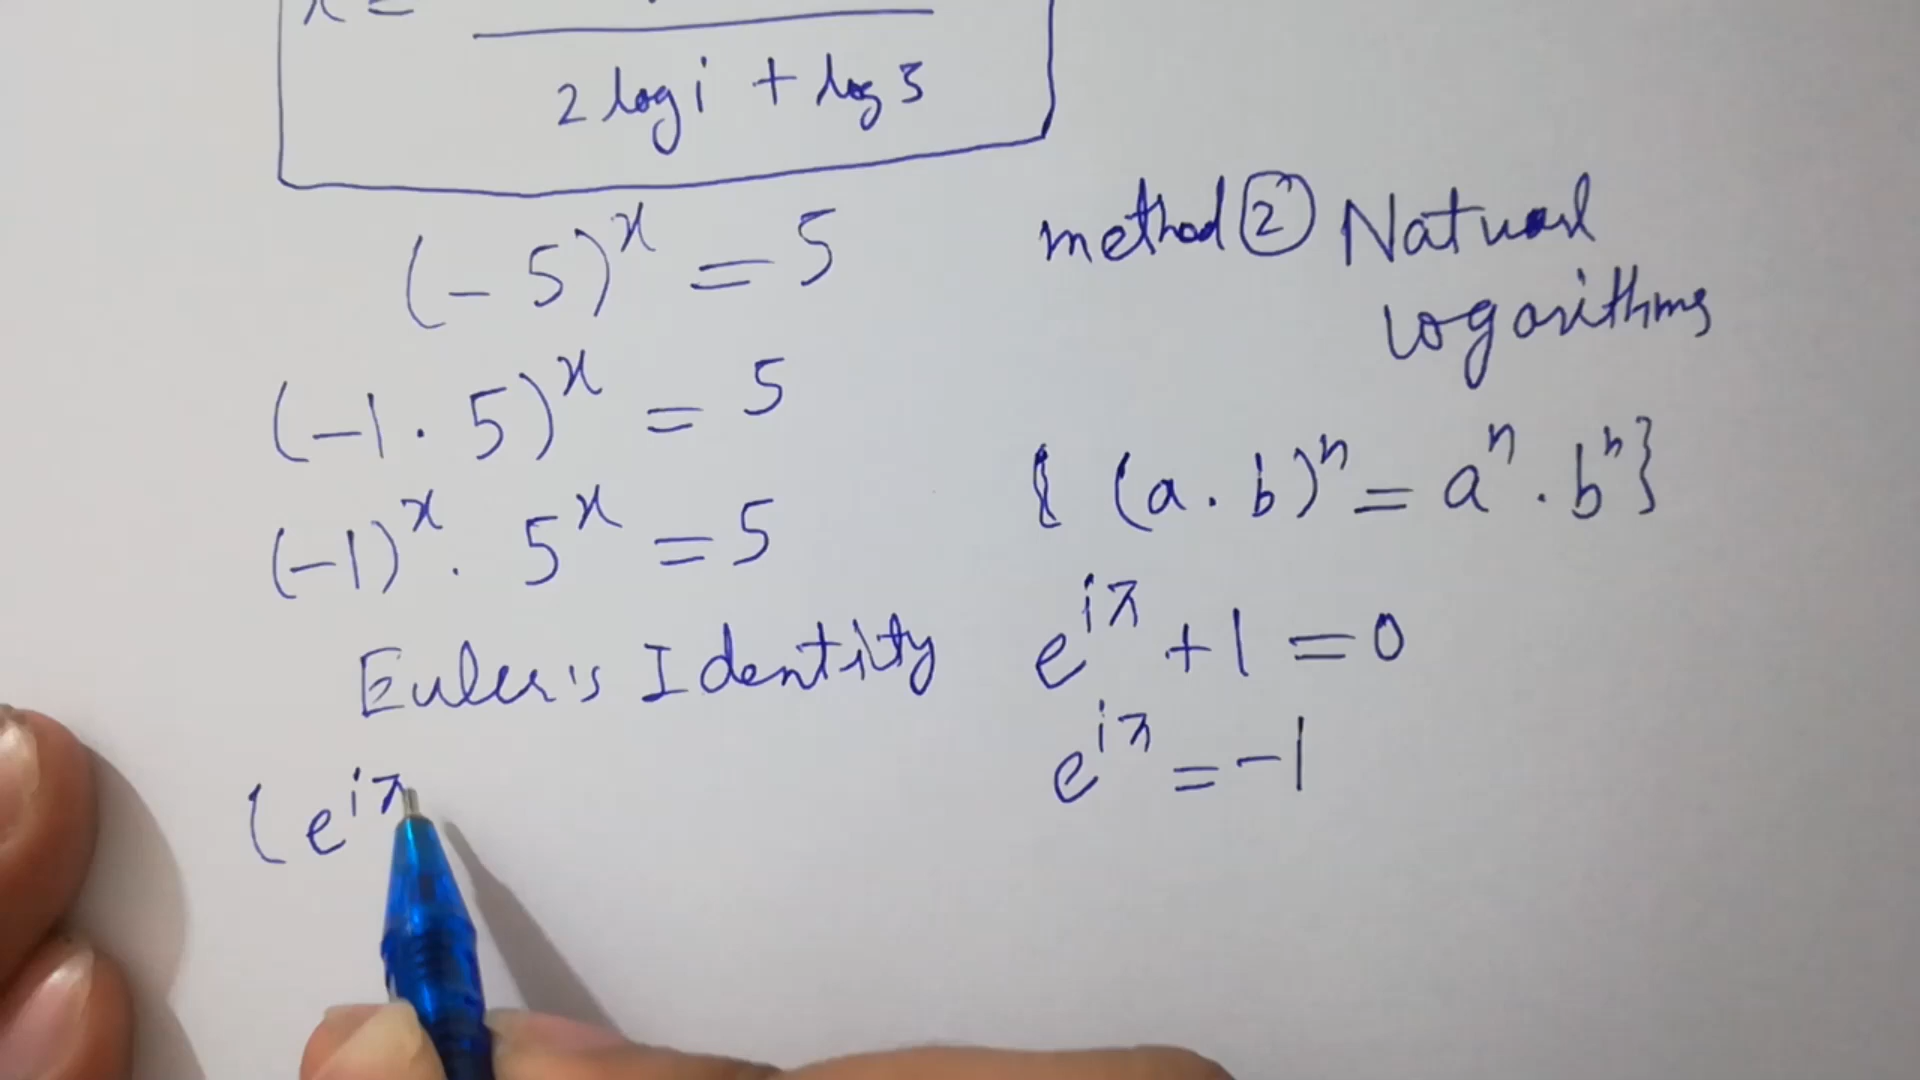 x =
2 log i + log 5
(-5)^x = 5
method ② Natural
logarithms
(-1 · 5)^x = 5
{ (a · b)^n = a^n · b^n }
(-1)^x · 5^x = 5
Euler's Identity
e^{iπ} + 1 = 0
e^{iπ} = -1
(e^{iπ